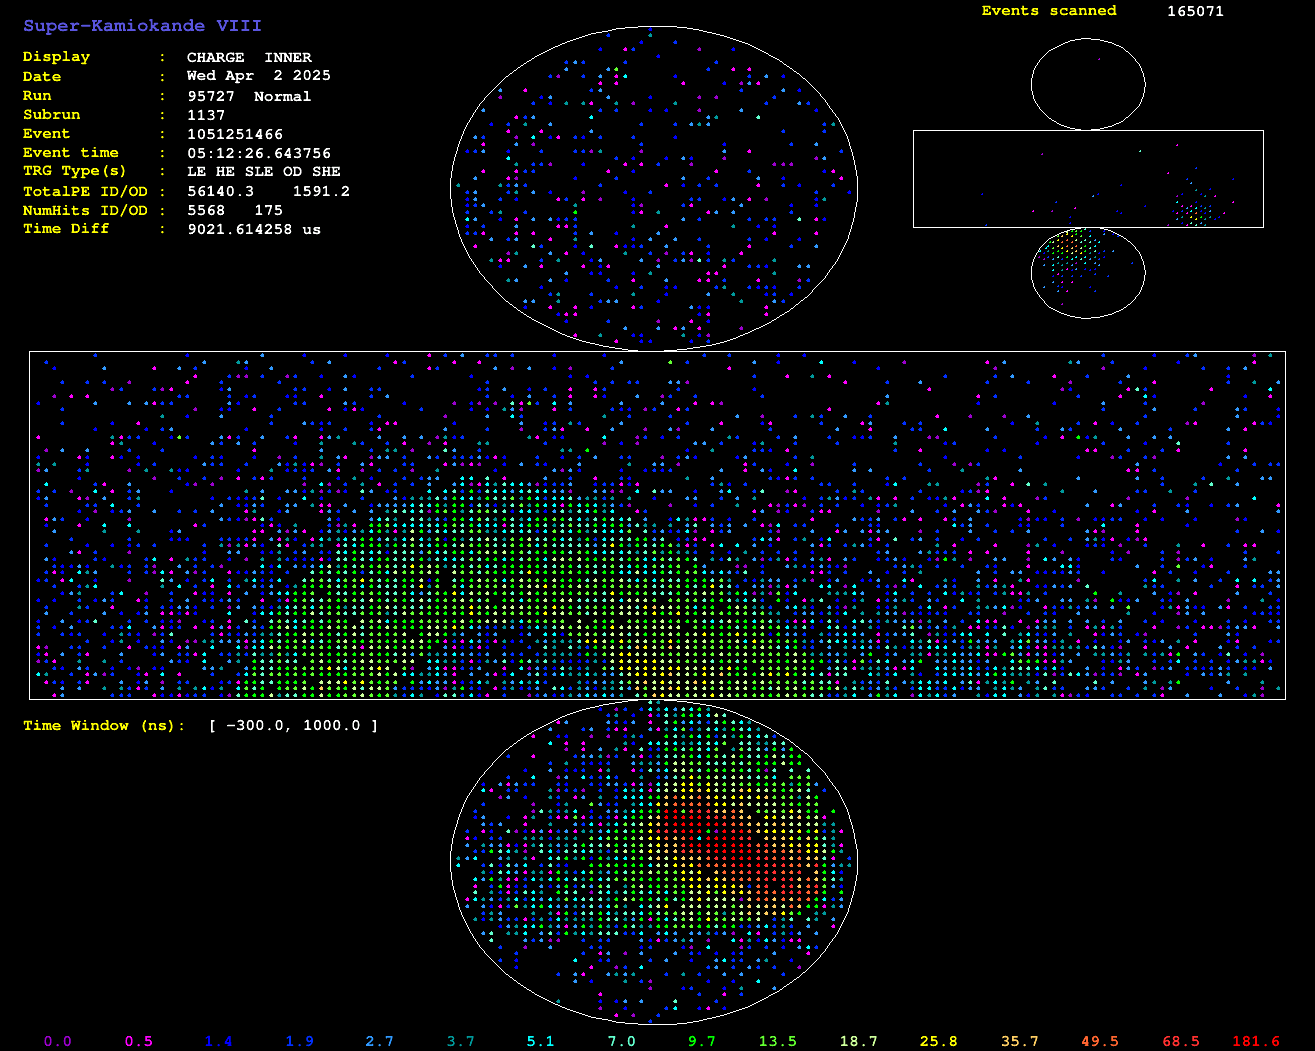 Events scanned 165071
Super-Kamiokande VIII
Display : CHARGE INNER
Date : Wed Apr 2 2025
Run : 95727 Normal
Subrun : 1137
Event : 1051251466
Event time : 05:12:26.643756
TRG Type(s) : LE HE SLE OD SHE
TotalPE ID/OD : 56140.3 1591.2
NumHits ID/OD : 5568 175
Time Diff : 9021.614258 us
Time Window (ns): [ -300.0, 1000.0 ]
0.0 0.5 1.4 1.9 2.7 3.7 5.1 7.0 9.7 13.5 18.7 25.8 35.7 49.5 68.5 181.6